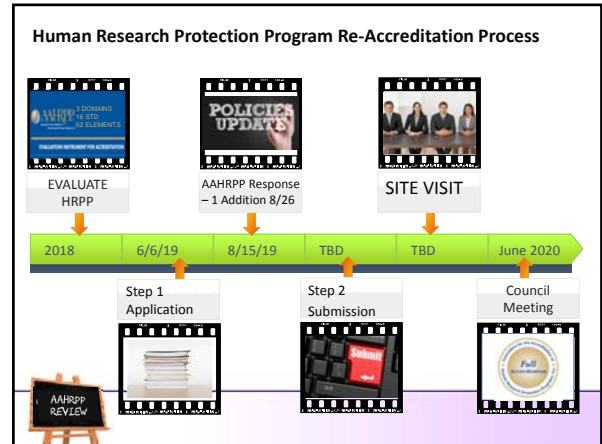 Human Research Protection Program Re-Accreditation Process
AAHRPP
3 DOMAINS
16 STD
62 ELEMENTS
EVALUATION INSTRUMENT FOR ACCREDITATION
POLICIES
UPDATE
EVALUATE
HRPP
AAHRPP Response
– 1 Addition 8/26
SITE VISIT
2018
6/6/19
8/15/19
TBD
TBD
June 2020
Step 1
Application
Step 2
Submission
Council
Meeting
Submit
Full
Accreditation
AAHRPP
REVIEW